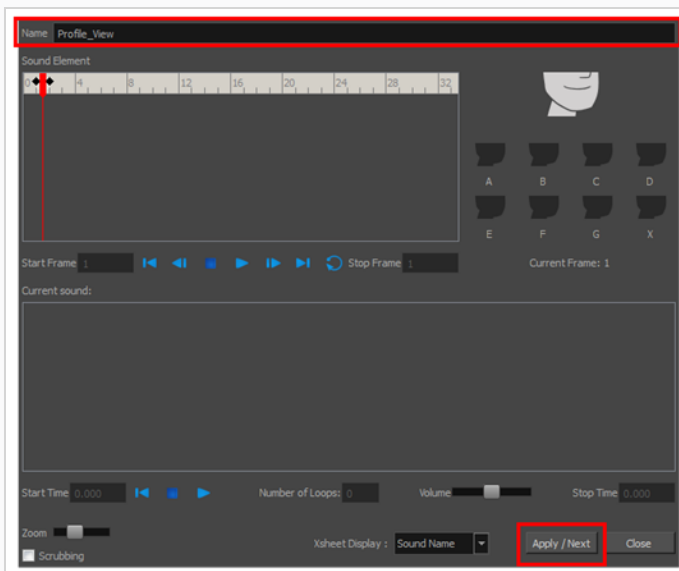 Name Profile_View
Sound Element
0 4 8 12 16 20 24 28 32
A B C D
E F G X
Start Frame 1 Stop Frame 1 Current Frame: 1
Current sound:
Start Time 0.000 Number of Loops: 0 Volume Stop Time 0.000
Zoom
Xsheet Display : Sound Name Apply / Next Close
Scrubbing